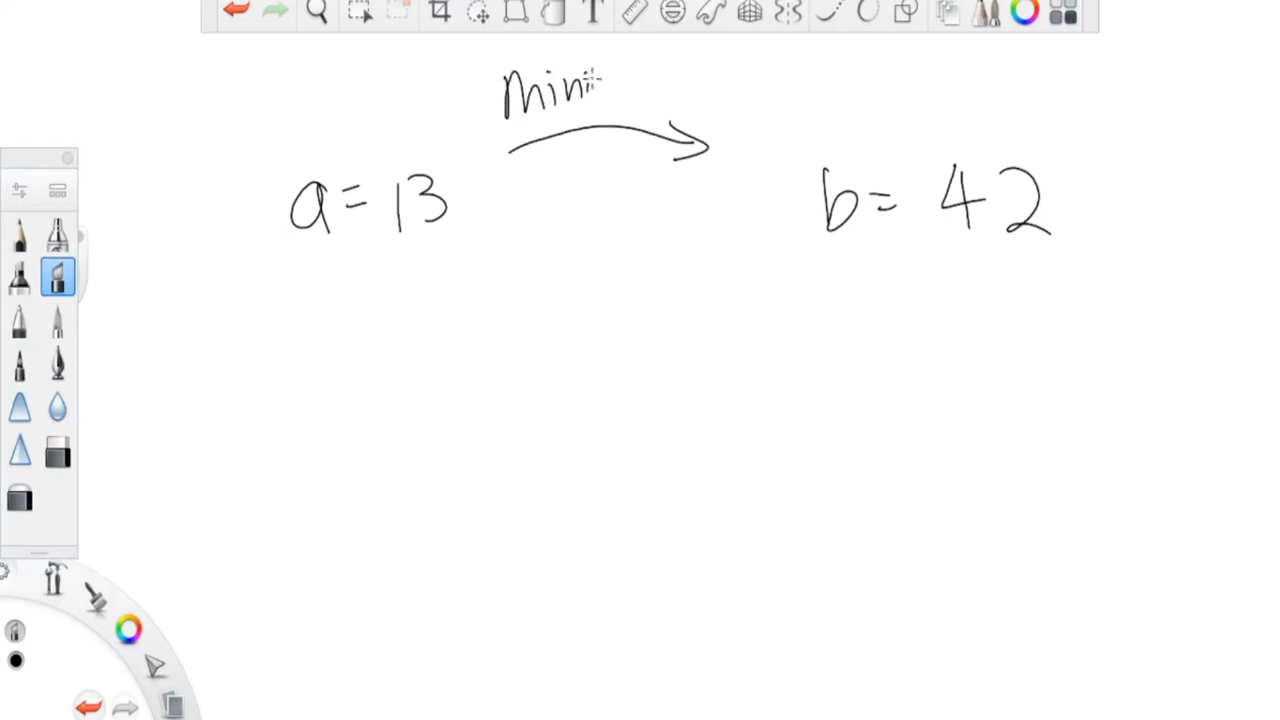 min
a = 13
b = 42